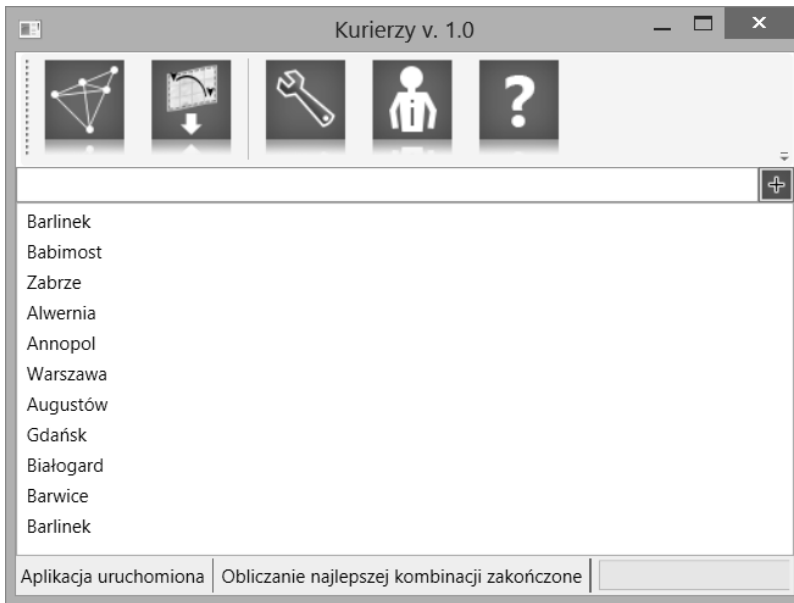 Kurierzy v. 1.0
Barlinek
Babimost
Zabrze
Alwernia
Annopol
Warszawa
Augustów
Gdańsk
Białogard
Barwice
Barlinek
Aplikacja uruchomiona Obliczanie najlepszej kombinacji zakończone